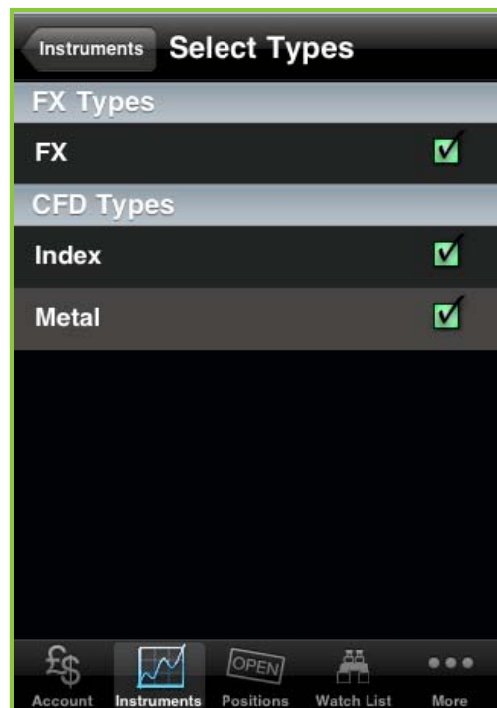 Instruments Select Types
FX Types
FX
CFD Types
Index
Metal
£$ OPEN
Account Instruments Positions Watch List More